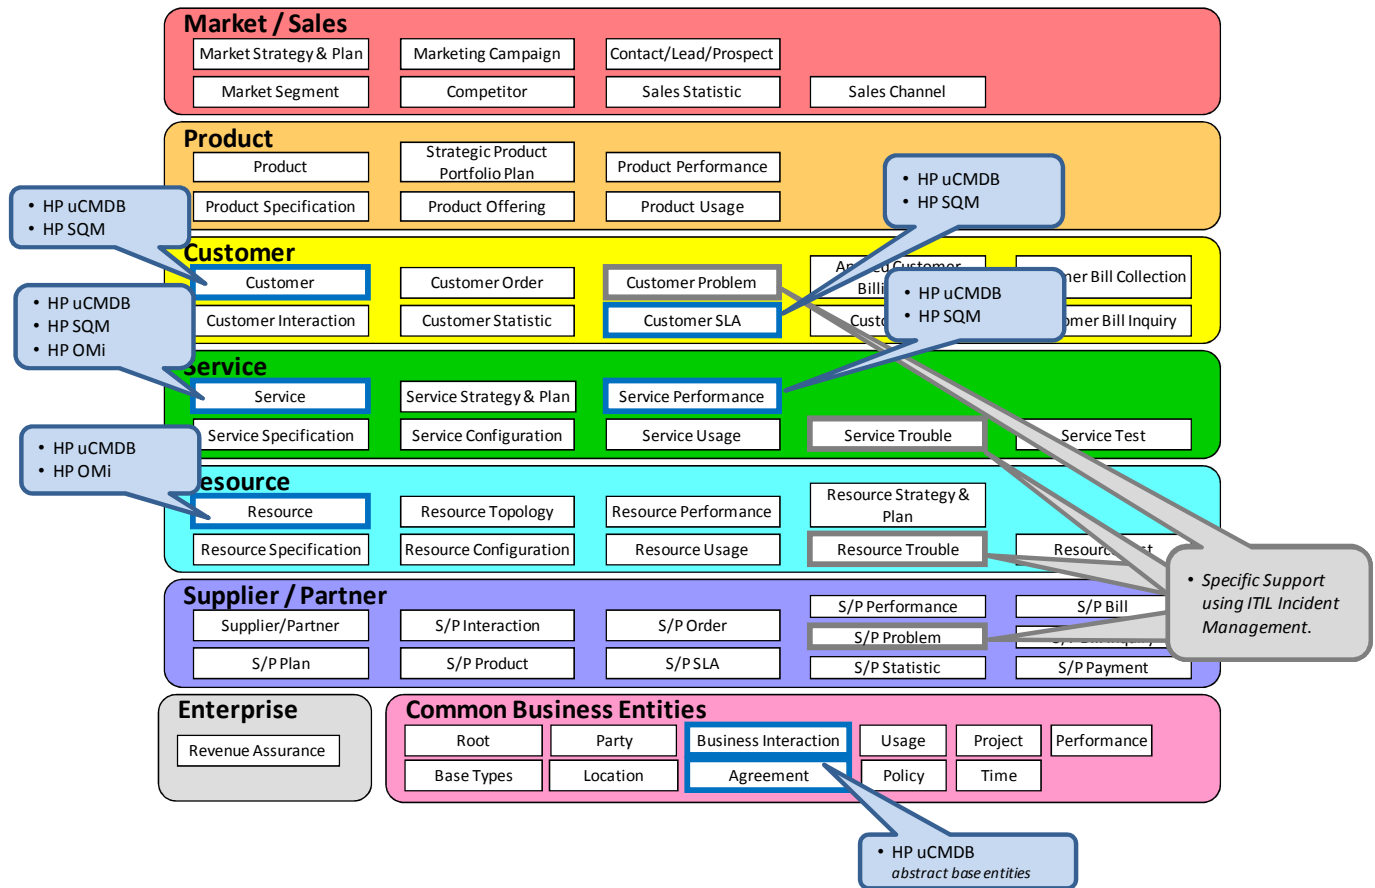 Market / Sales
Market Strategy & Plan
Marketing Campaign
Contact/Lead/Prospect
Market Segment
Competitor
Sales Statistic
Sales Channel
Product
Product
Strategic Product
Portfolio Plan
Product Performance
Product Specification
Product Offering
Product Usage
• HP uCMDB
• HP SQM
• HP uCMDB
• HP SQM
Customer
Customer
Customer Order
Customer Problem
Customer
Bill Collection
Customer Interaction
Customer Statistic
Customer SLA
Bill Inquiry
• HP uCMDB
• HP SQM
• HP OMi
• HP uCMDB
• HP SQM
Service
Service
Service Strategy & Plan
Service Performance
Service Specification
Service Configuration
Service Usage
Service Trouble
Service Test
• HP uCMDB
• HP OMi
Resource
Resource Topology
Resource Performance
Resource Strategy &
Plan
Resource Specification
Resource Configuration
Resource Usage
Resource Trouble
• Specific Support
using ITIL Incident
Management.
Supplier / Partner
Supplier/Partner
S/P Interaction
S/P Order
S/P Performance
S/P Bill
S/P Problem
S/P Plan
S/P Product
S/P SLA
S/P Statistic
S/P Payment
Enterprise
Revenue Assurance
Common Business Entities
Root
Party
Business Interaction
Usage
Project
Performance
Base Types
Location
Agreement
Policy
Time
• HP uCMDB
abstract base entities